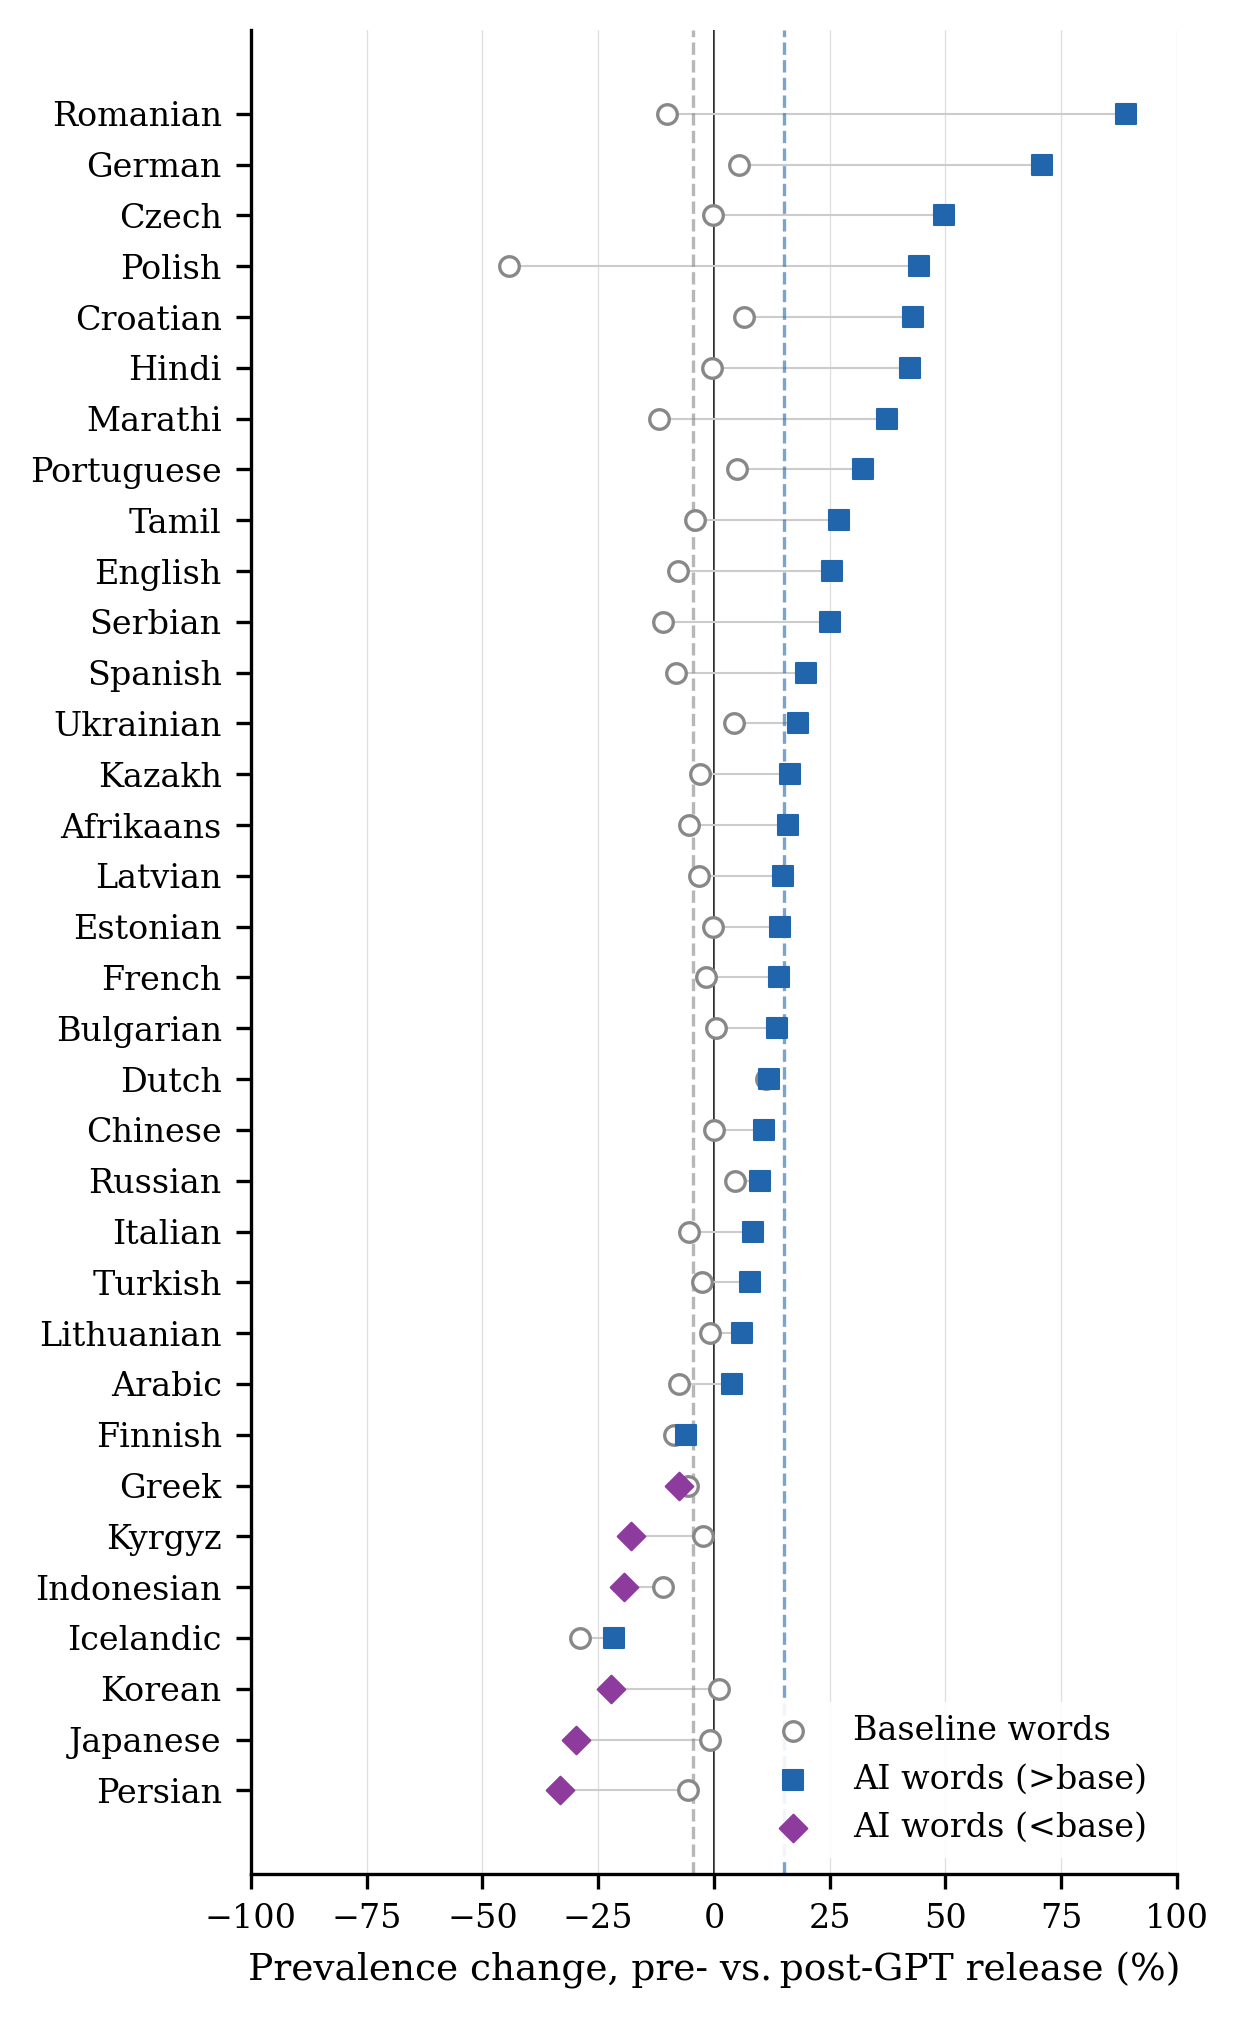 Romanian
German
Czech
Polish
Croatian
Hindi
Marathi
Portuguese
Tamil
English
Serbian
Spanish
Ukrainian
Kazakh
Afrikaans
Latvian
Estonian
French
Bulgarian
Dutch
Chinese
Russian
Italian
Turkish
Lithuanian
Arabic
Finnish
Greek
Kyrgyz
Indonesian
Icelandic
Korean
Japanese
Persian
Baseline words
AI words (>base)
AI words (<base)
−100 −75 −50 −25 0 25 50 75 100
Prevalence change, pre- vs. post-GPT release (%)